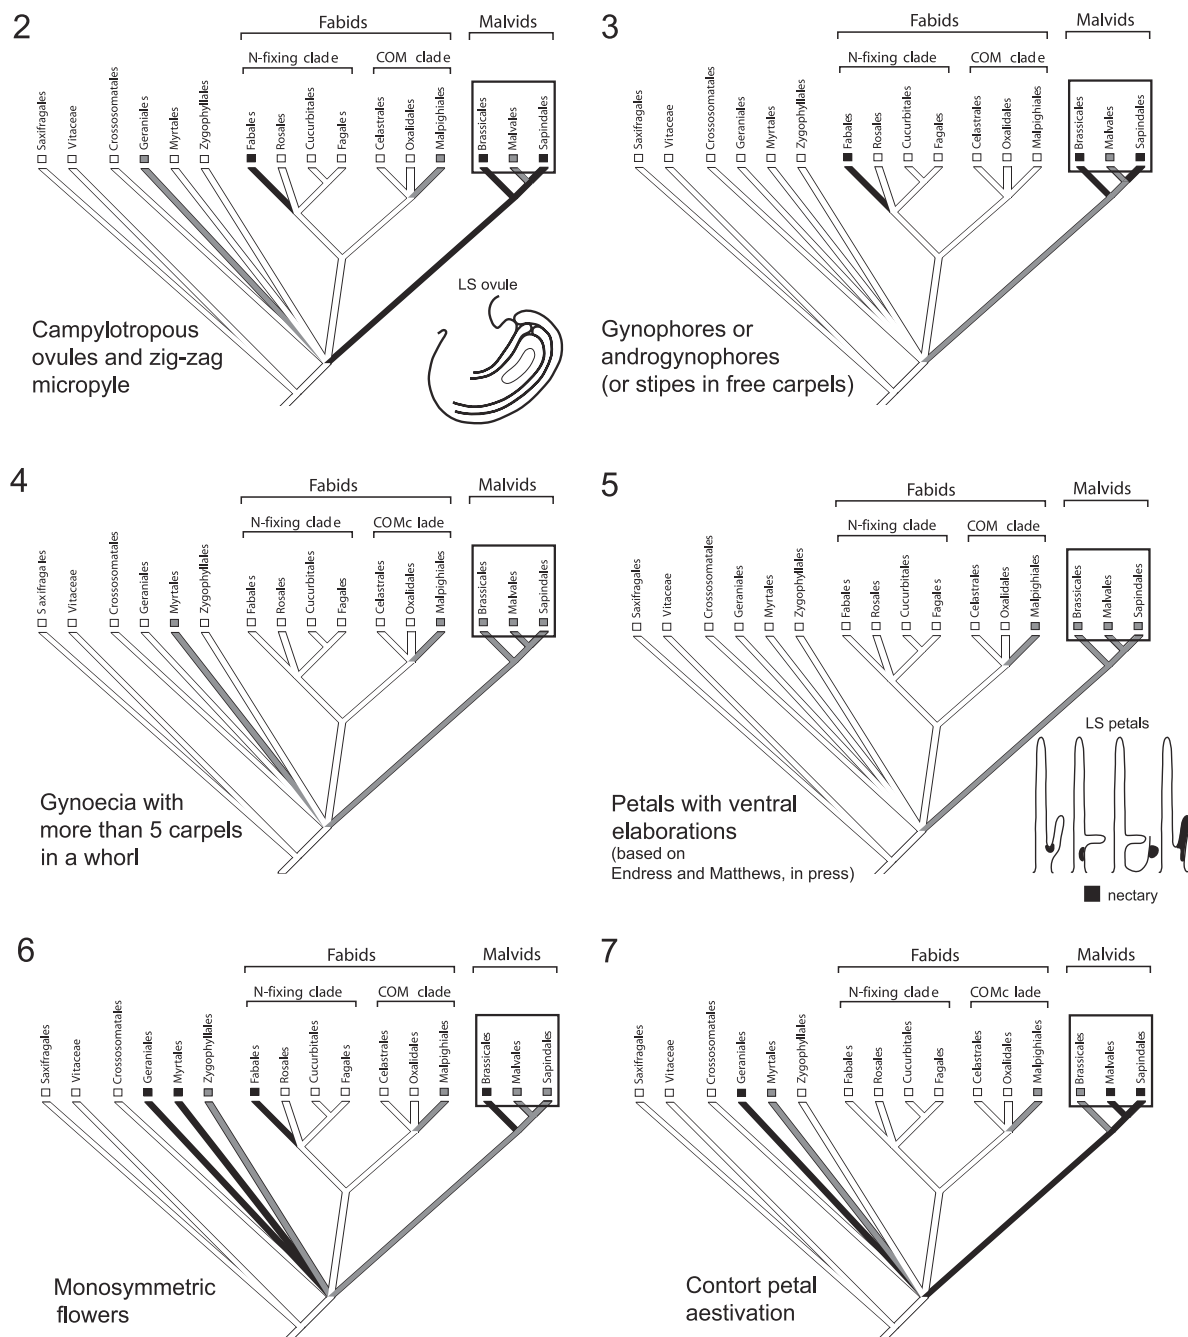 2
Fabids
Malvids
N-fixing clade
COM clade
Saxifragales
Vitaceae
Crossosomatales
Geraniales
Myrtales
Zygophyllales
Fabales
Rosales
Cucurbitales
Fagales
Celastrales
Oxalidales
Malpighiales
Brassicales
Malvales
Sapindales
LS ovule
Campylotropous
ovules and zig-zag
micropyle
3
Fabids
Malvids
N-fixing clade
COM clade
Saxifragales
Vitaceae
Crossosomatales
Geraniales
Myrtales
Zygophyllales
Fabales
Rosales
Cucurbitales
Fagales
Celastrales
Oxalidales
Malpighiales
Brassicales
Malvales
Sapindales
Gynophores or
androgynophores
(or stipes in free carpels)
4
Fabids
Malvids
N-fixing clade
COMc lade
Saxifragales
Vitaceae
Crossosomatales
Geraniales
Myrtales
Zygophyllales
Fabales
Rosales
Cucurbitales
Fagales
Celastrales
Oxalidales
Malpighiales
Brassicales
Malvales
Sapindales
Gynoecia with
more than 5 carpels
in a whorl
5
Fabids
Malvids
N-fixing clade
COM clade
Saxifragales
Vitaceae
Crossosomatales
Geraniales
Myrtales
Zygophyllales
Fabales
Rosales
Cucurbitales
Fagales
Celastrales
Oxalidales
Malpighiales
Brassicales
Malvales
Sapindales
LS petals
Petals with ventral
elaborations
(based on
Endress and Matthews, in press)
nectary
6
Fabids
Malvids
N-fixing clade
COM clade
Saxifragales
Vitaceae
Crossosomatales
Geraniales
Myrtales
Zygophyllales
Fabales
Rosales
Cucurbitales
Fagales
Celastrales
Oxalidales
Malpighiales
Brassicales
Malvales
Sapindales
Monosymmetric
flowers
7
Fabids
Malvids
N-fixing clade
COMc lade
Saxifragales
Vitaceae
Crossosomatales
Geraniales
Myrtales
Zygophyllales
Fabales
Rosales
Cucurbitales
Fagales
Celastrales
Oxalidales
Malpighiales
Brassicales
Malvales
Sapindales
Contort petal
aestivation